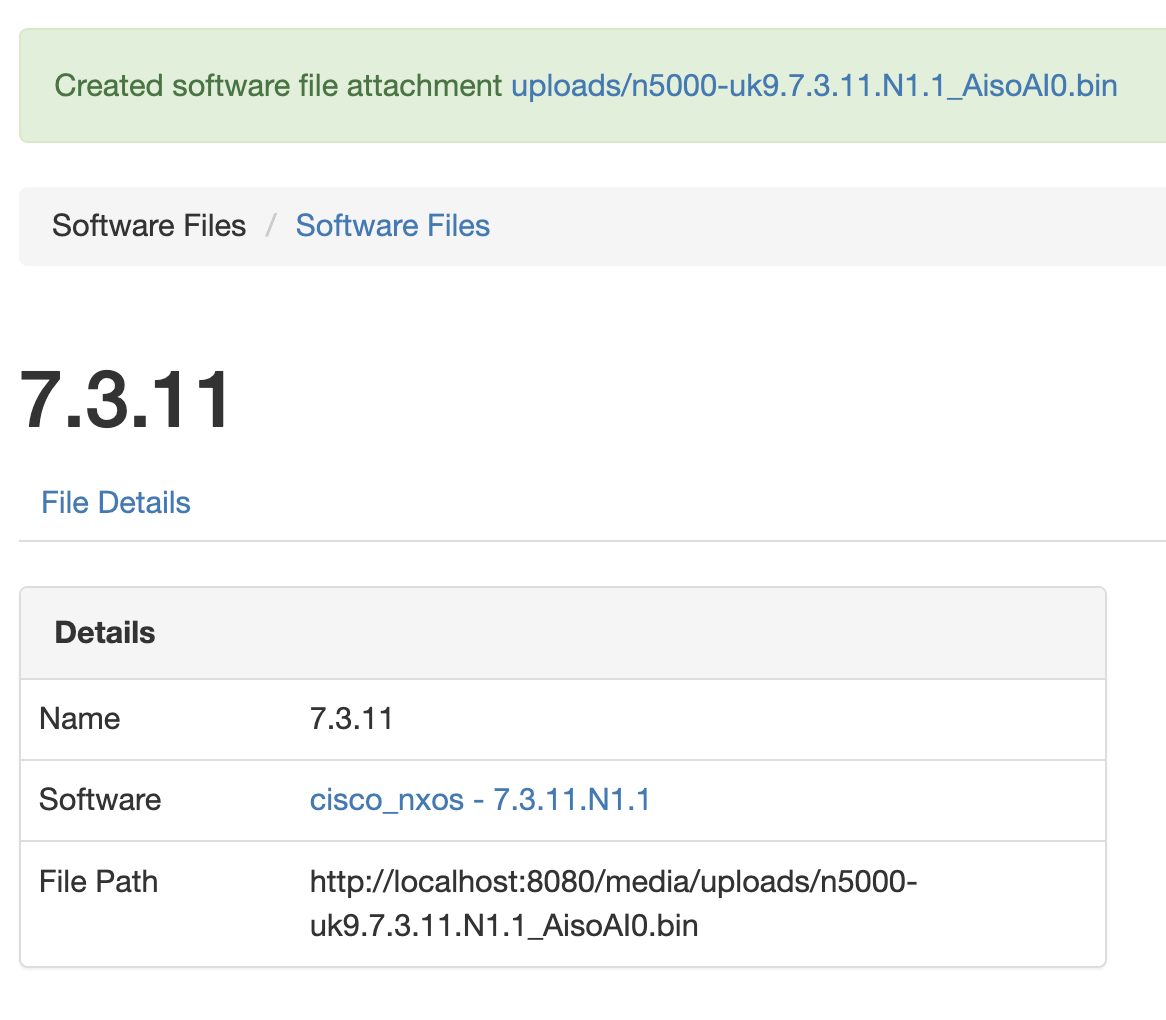 Created software file attachment uploads/n5000-uk9.7.3.11.N1.1_AisoAl0.bin
Software Files / Software Files
7.3.11
File Details
Details
Name 7.3.11
Software cisco_nxos - 7.3.11.N1.1
File Path http://localhost:8080/media/uploads/n5000-
uk9.7.3.11.N1.1_AisoAl0.bin